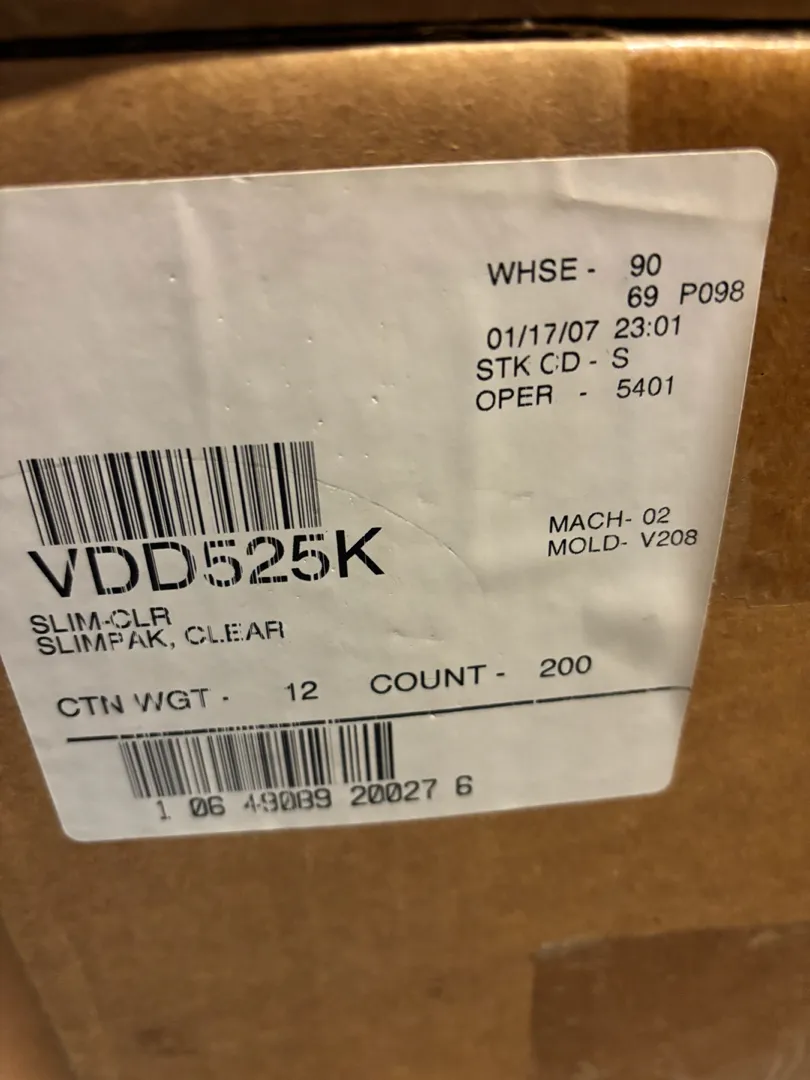 WHSE - 90
69 P098
01/17/07 23:01
STK CD - S
OPER - 5401
MACH- 02
MOLD- V208
VDD525K
SLIM-CLR
SLIMPAK, CLEAR
CTN WGT - 12 COUNT - 200
1 06 49089 20027 6